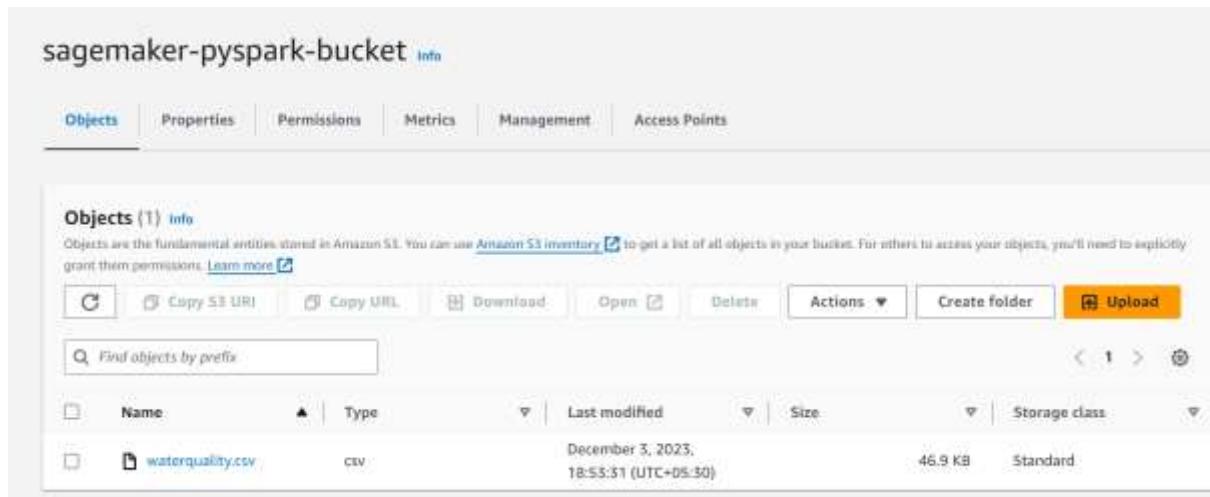 sagemaker-pyspark-bucket Info
Objects Properties Permissions Metrics Management Access Points
Objects (1) Info
Objects are the fundamental entities stored in Amazon S3. You can use Amazon S3 inventory to get a list of all objects in your bucket. For others to access your objects, you'll need to explicitly
grant them permissions. Learn more
Copy S3 URI Copy URL Download Open Delete Actions Create folder Upload
Find objects by prefix
1
Name Type Last modified Size Storage class
waterquality.csv csv December 3, 2023, 46.9 KB Standard
18:53:31 (UTC+05:30)